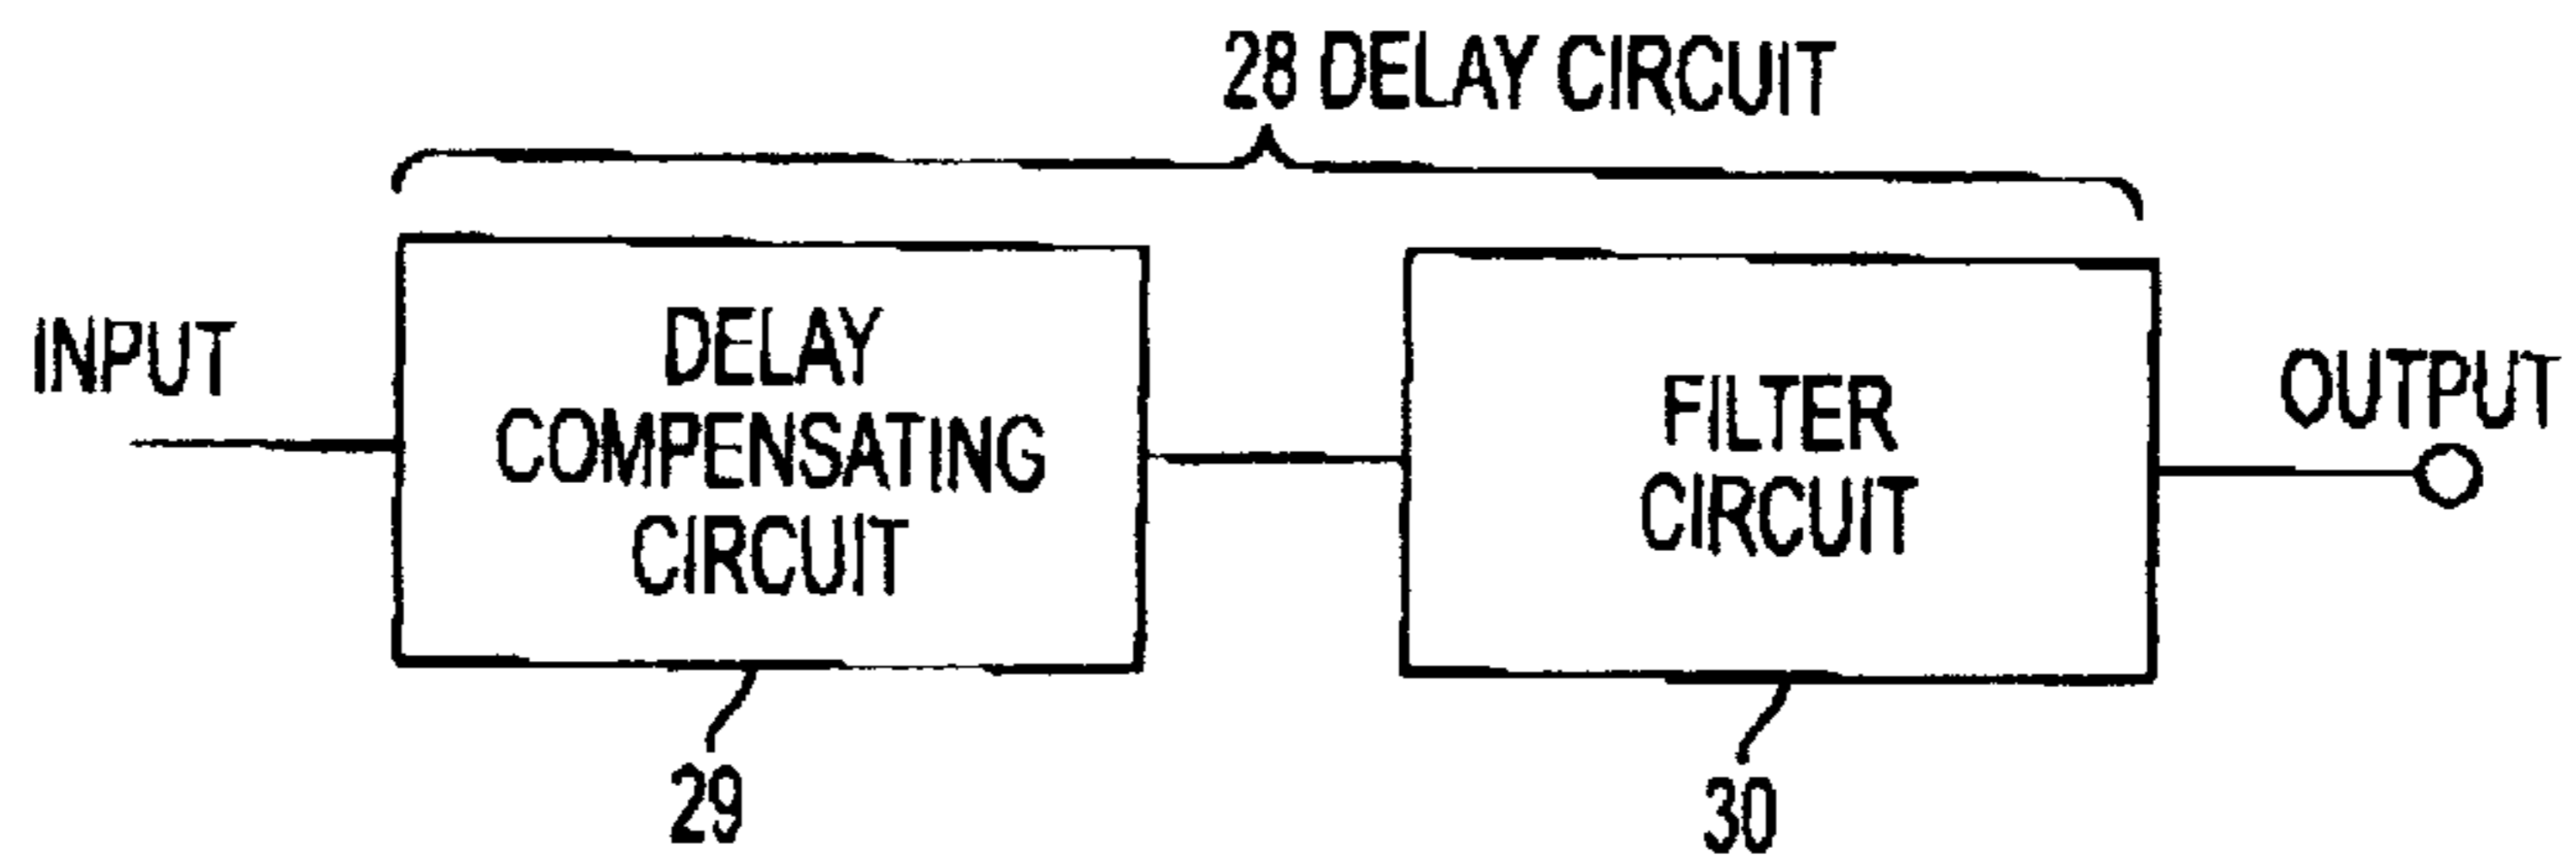 28 DELAY CIRCUIT
INPUT
DELAY
COMPENSATING
CIRCUIT
FILTER
CIRCUIT
OUTPUT
29
30